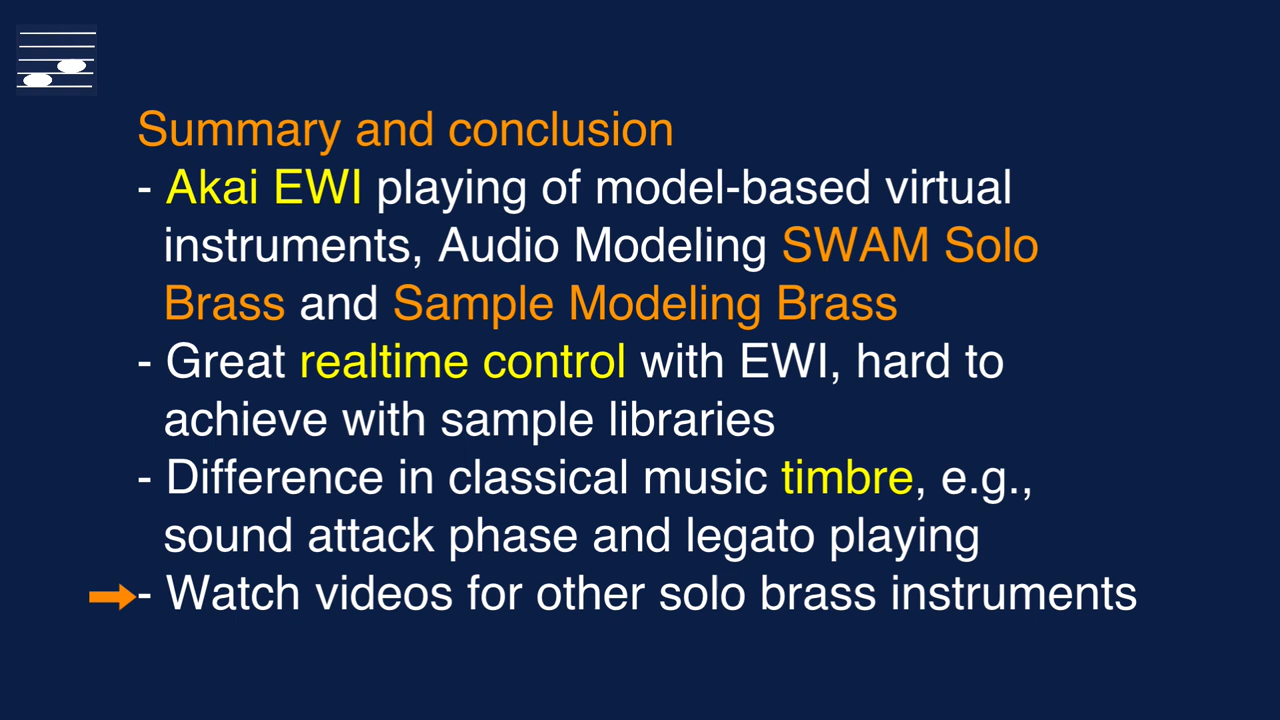 Summary and conclusion
- Akai EWI playing of model-based virtual
instruments, Audio Modeling SWAM Solo
Brass and Sample Modeling Brass
- Great realtime control with EWI, hard to
achieve with sample libraries
- Difference in classical music timbre, e.g.,
sound attack phase and legato playing
- Watch videos for other solo brass instruments